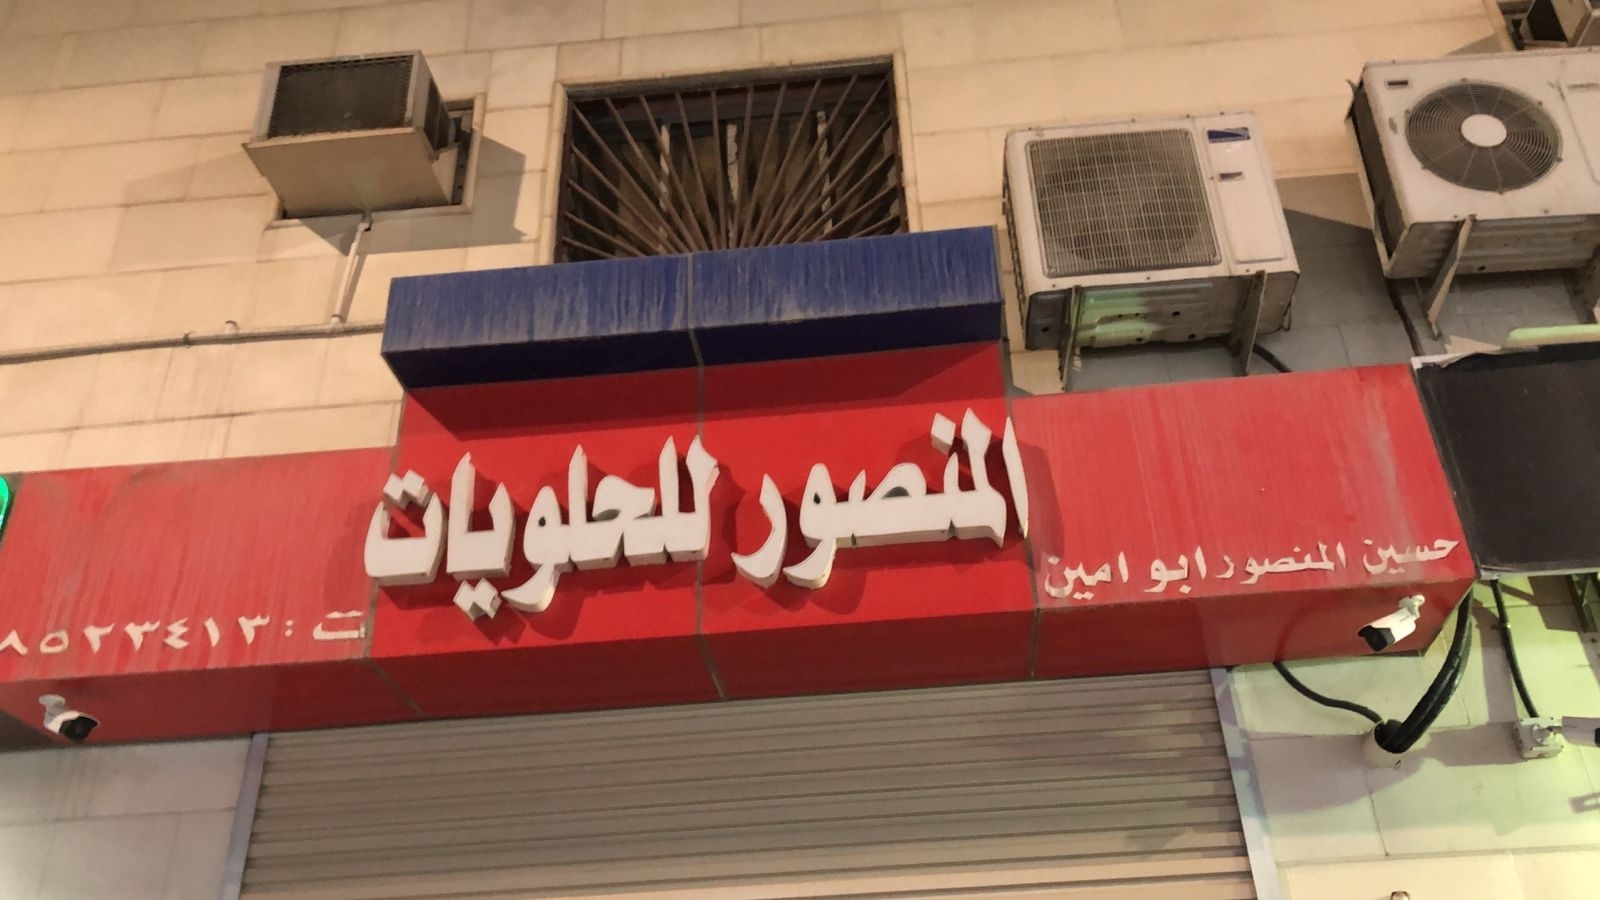 المنصور للحلويات
حسين المنصور ابو امين
ت : ٨٥٢٣٤١٣